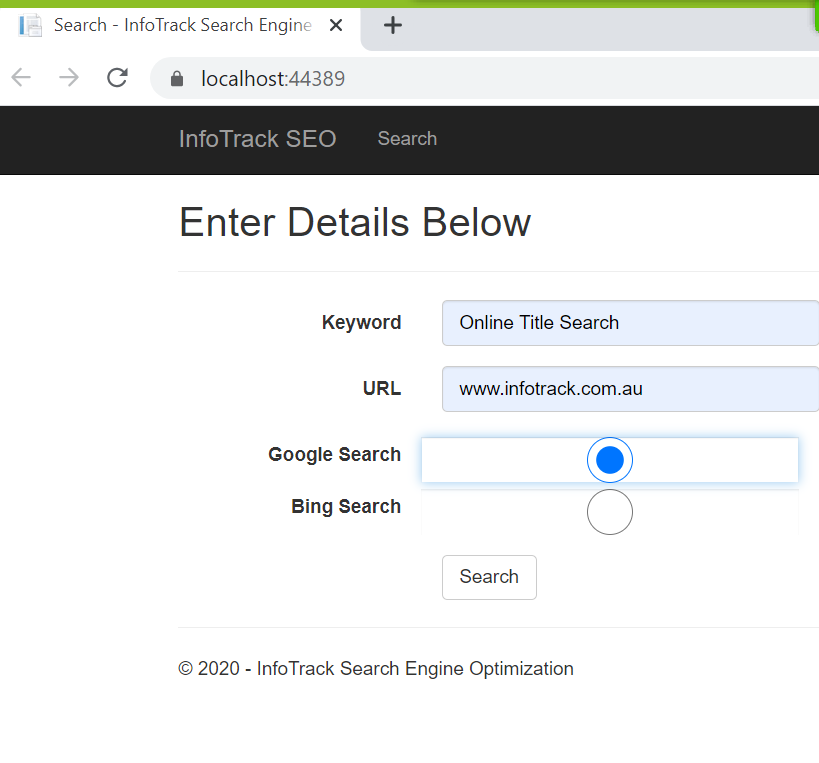 Search - InfoTrack Search Engine
localhost:44389
InfoTrack SEO Search
Enter Details Below
Keyword Online Title Search
URL www.infotrack.com.au
Google Search
Bing Search
Search
© 2020 - InfoTrack Search Engine Optimization